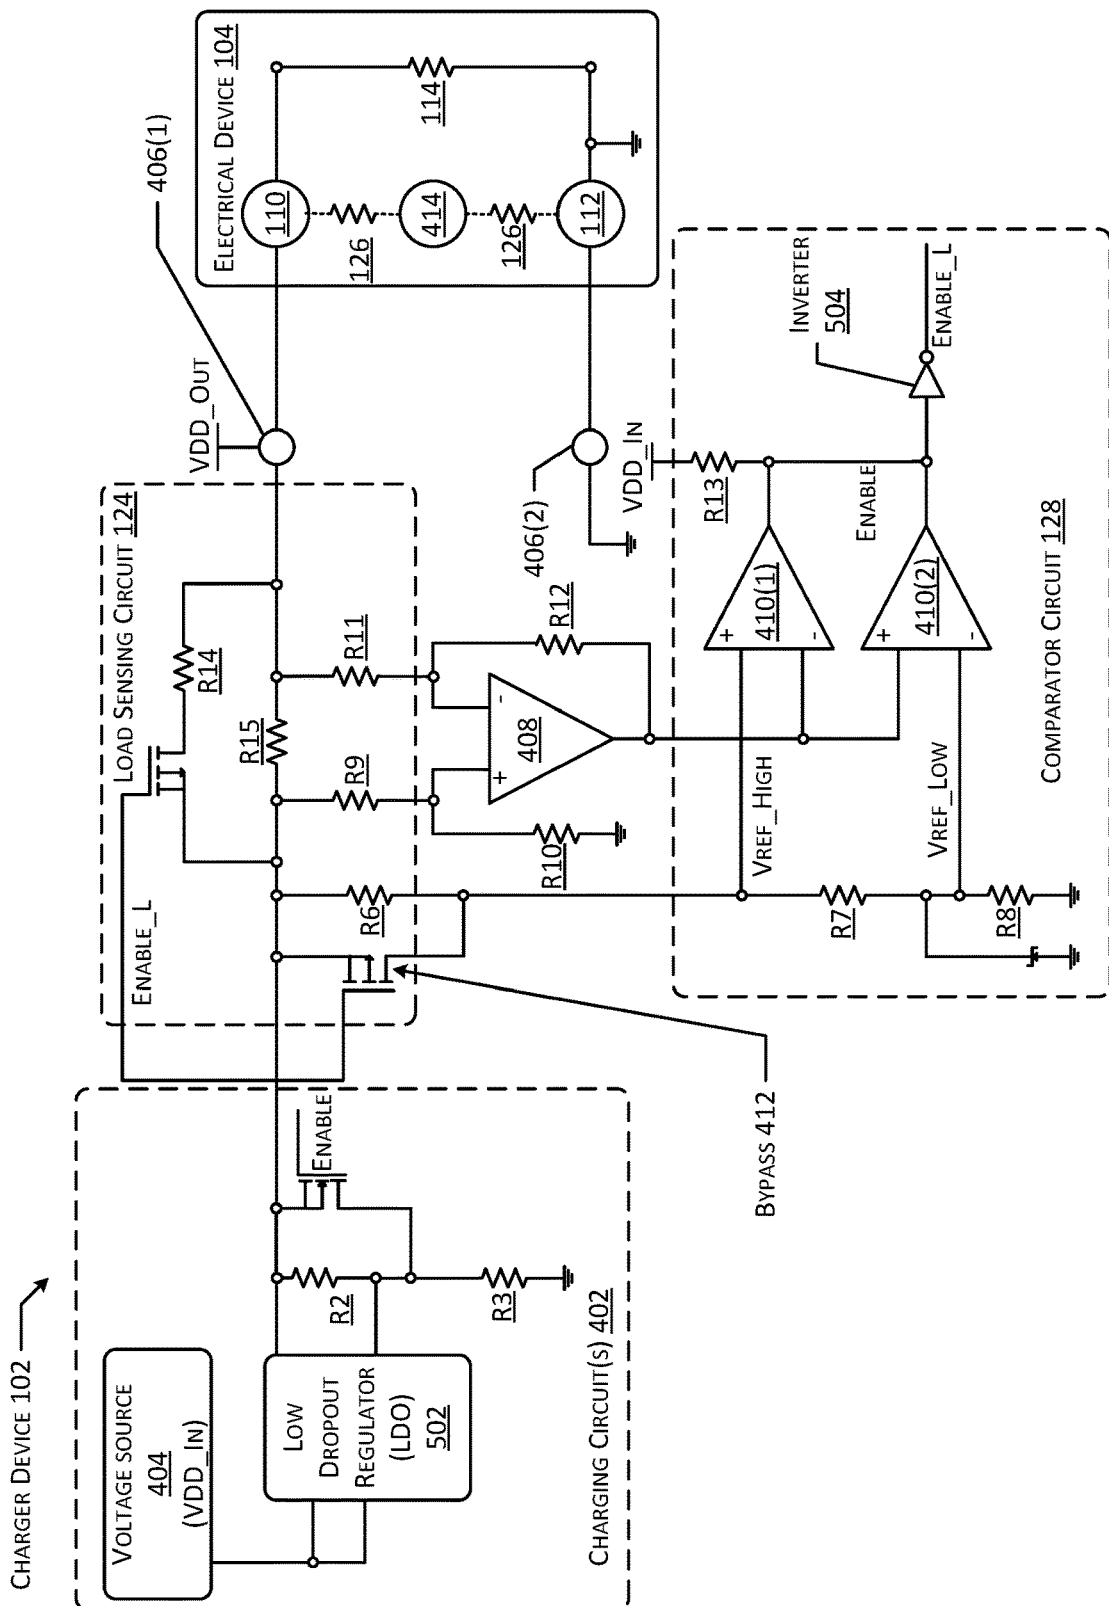 CHARGER DEVICE 102
VOLTAGE SOURCE
404
(VDD_IN)
LOW
DROPOUT
REGULATOR
(LDO)
502
R2
R3
ENABLE
CHARGING CIRCUIT(S) 402
BYPASS 412
ENABLE_L
LOAD SENSING CIRCUIT 124
R14
R15
R6
R9
R11
R10
408
R12
VDD_OUT
406(1)
406(2)
ELECTRICAL DEVICE 104
110
126
414
126
112
114
VDD_IN
R13
VREF_HIGH
VREF_LOW
R7
R8
+
-
+
-
410(1)
+
-
410(2)
ENABLE
INVERTER
504
ENABLE_L
COMPARATOR CIRCUIT 128